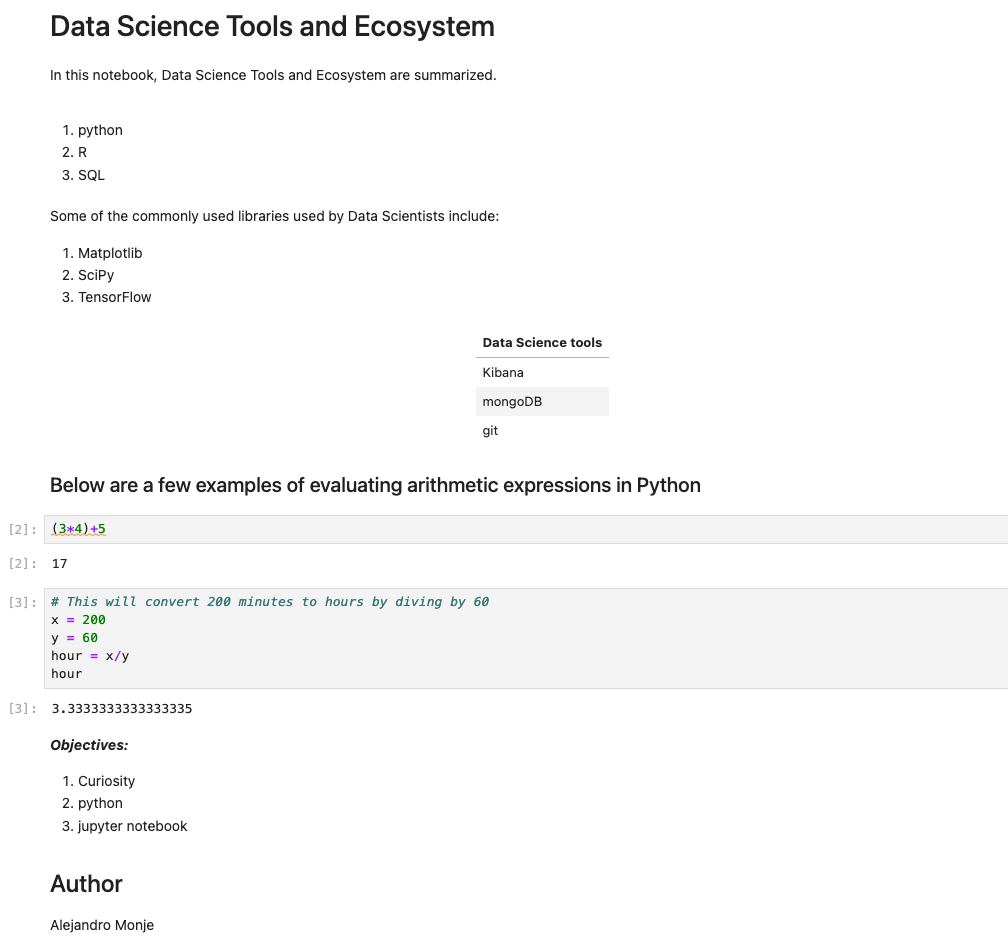 Data Science Tools and Ecosystem
In this notebook, Data Science Tools and Ecosystem are summarized.
1. python
2. R
3. SQL
Some of the commonly used libraries used by Data Scientists include:
1. Matplotlib
2. SciPy
3. TensorFlow
Data Science tools
Kibana
mongoDB
git
Below are a few examples of evaluating arithmetic expressions in Python
[2]: (3*4)+5
[2]: 17
[3]: # This will convert 200 minutes to hours by diving by 60
x = 200
y = 60
hour = x/y
hour
[3]: 3.3333333333333335
Objectives:
1. Curiosity
2. python
3. jupyter notebook
Author
Alejandro Monje